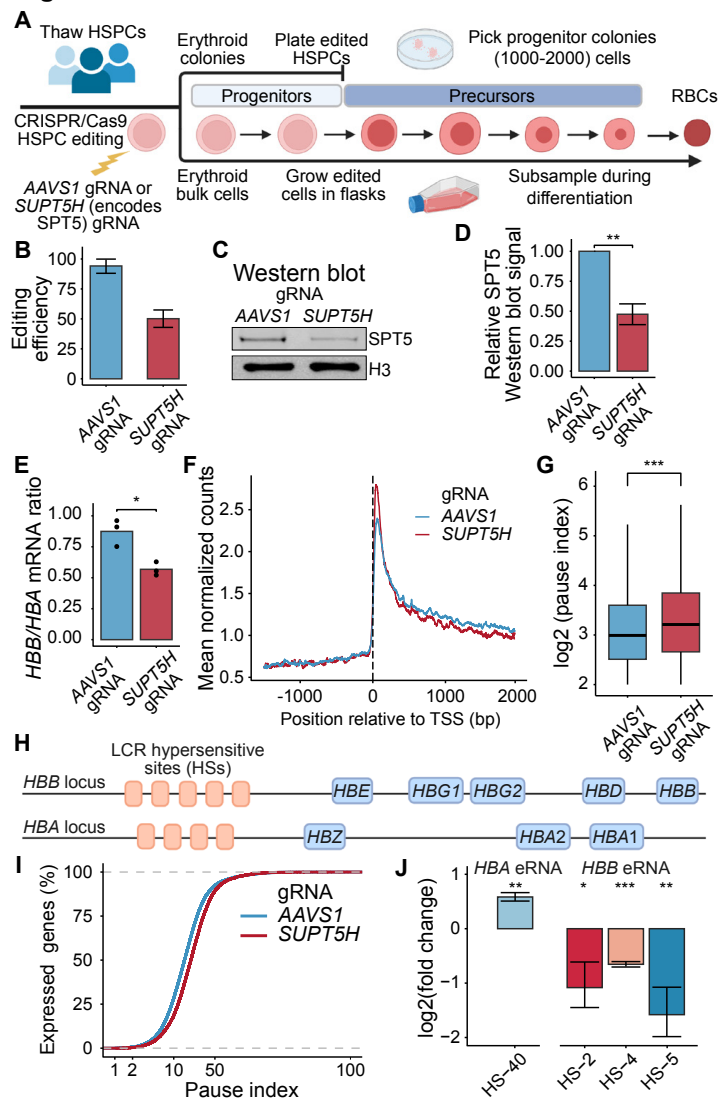 A
Thaw HSPCs
Erythroid colonies
Plate edited HSPCs
Pick progenitor colonies (1000-2000) cells
Progenitors
Precursors
RBCs
CRISPR/Cas9 HSPC editing
AAVS1 gRNA or SUPT5H (encodes SPT5) gRNA
Erythroid bulk cells
Grow edited cells in flasks
Subsample during differentiation
B
Editing efficiency
100
75
50
25
0
AAVS1 gRNA
SUPT5H gRNA
C
Western blot
gRNA
AAVS1 SUPT5H
SPT5
H3
D
Relative SPT5 Western blot signal
**
1.00
0.75
0.50
0.25
0.00
AAVS1 gRNA
SUPT5H gRNA
E
HBB/HBA mRNA ratio
*
1.00
0.75
0.50
0.25
0.00
AAVS1 gRNA
SUPT5H gRNA
F
Mean normalized counts
2.5
2.0
1.5
1.0
0.5
gRNA
AAVS1
SUPT5H
-1000 0 1000 2000
Position relative to TSS (bp)
G
log2 (pause index)
***
6
5
4
3
2
AAVS1 gRNA
SUPT5H gRNA
H
LCR hypersensitive sites (HSs)
HBB locus
HBE HBG1 HBG2 HBD HBB
HBA locus
HBZ HBA2 HBA1
I
Expressed genes (%)
100
75
50
25
0
gRNA
AAVS1
SUPT5H
1 2 10 50 100
Pause index
J
HBA eRNA HBB eRNA
** * *** **
log2(fold change)
0
−1
−2
HS−40 HS−2 HS−4 HS−5